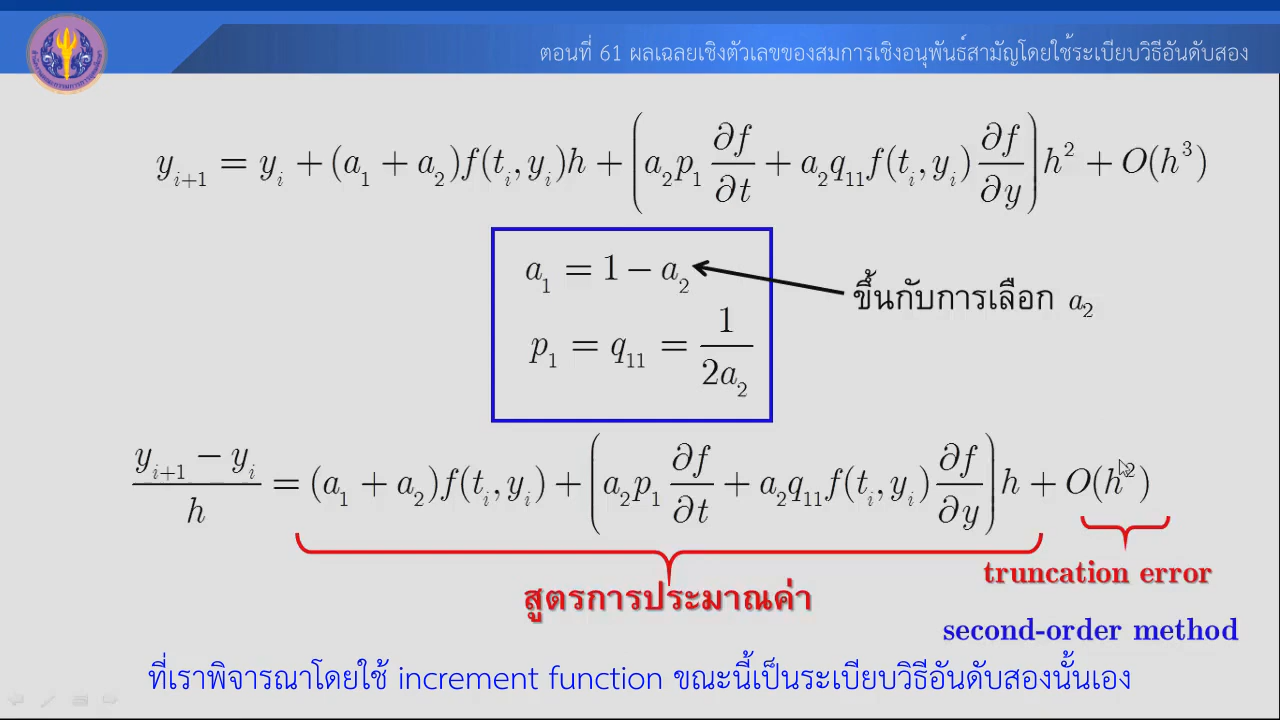 ตอนที่ 61 ผลเฉลยเชิงตัวเลขของสมการเชิงอนุพันธ์สามัญโดยใช้ระเบียบวิธีอันดับสอง
y_{i+1} = y_i + (a_1 + a_2)f(t_i, y_i)h + (a_2p_1 ∂f/∂t + a_2q_{11}f(t_i, y_i) ∂f/∂y)h^2 + O(h^3)
a_1 = 1 − a_2
ขึ้นกับการเลือก a_2
p_1 = q_{11} = 1/(2a_2)
(y_{i+1} − y_i)/h = (a_1 + a_2)f(t_i, y_i) + (a_2p_1 ∂f/∂t + a_2q_{11}f(t_i, y_i) ∂f/∂y)h + O(h^2)
truncation error
สูตรการประมาณค่า
second-order method
ที่เราพิจารณาโดยใช้ increment function ขณะนี้เป็นระเบียบวิธีอันดับสองนั้นเอง